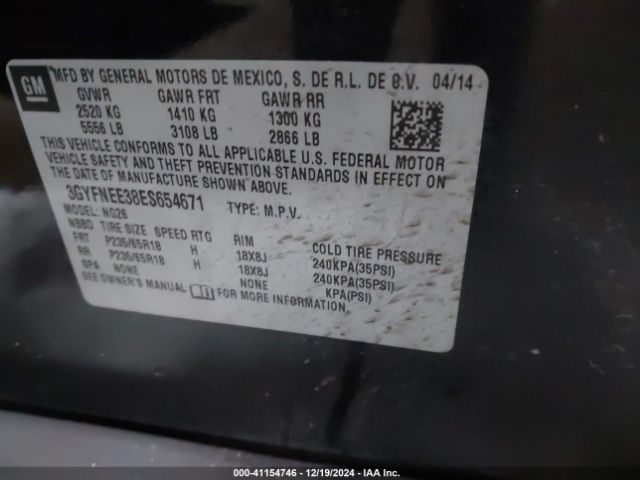 GM
MFD BY GENERAL MOTORS DE MEXICO, S. DE R.L. DE C.V. 04/14
GVWR GAWR FRT GAWR RR
2520 KG 1410 KG 1300 KG
5556 LB 3108 LB 2866 LB
THIS VEHICLE CONFORMS TO ALL APPLICABLE U.S. FEDERAL MOTOR
VEHICLE SAFETY AND THEFT PREVENTION STANDARDS IN EFFECT ON
THE DATE OF MANUFACTURE SHOWN ABOVE.
3GYFNEE38ES654671 TYPE: M.P.V.
MODEL: NG26
NBBD TIRE SIZE SPEED RTG RIM COLD TIRE PRESSURE
FRT P235/65R18 H 18X8J 240KPA(35PSI)
RR P235/65R18 H 18X8J 240KPA(35PSI)
SPA NONE NONE KPA(PSI)
SEE OWNER'S MANUAL FOR MORE INFORMATION.
000-41154746 - 12/19/2024 - IAA Inc.